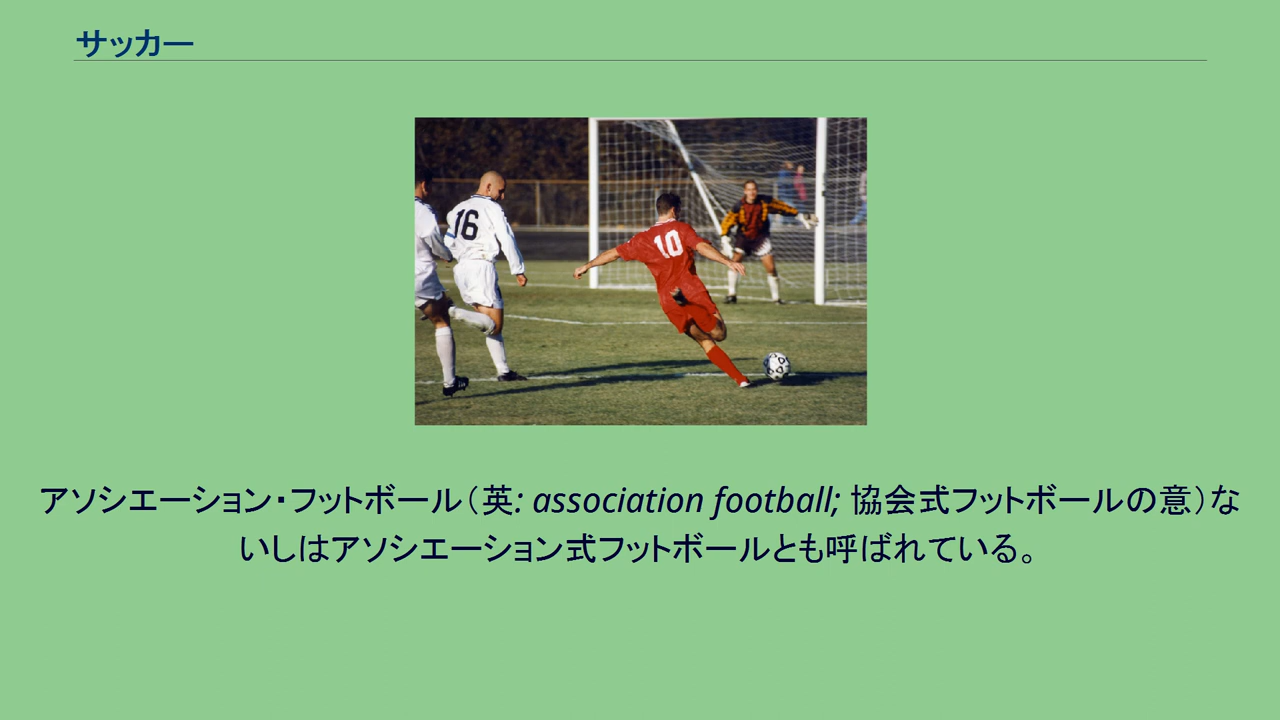 サッカー
16
10
アソシエーション・フットボール（英: association football; 協会式フットボールの意）な
いしはアソシエーション式フットボールとも呼ばれている。